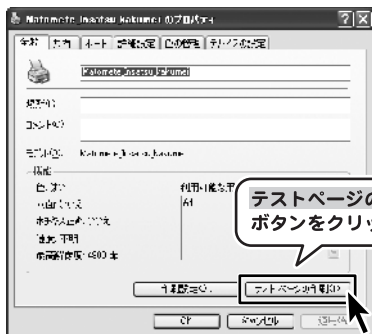 Matomete_Insatsu_kakumei のプロパティ
全般 共有 ポート 詳細設定 色の管理 デバイスの設定
Matomete_Insatsu_kakumei
場所(L):
コメント(C):
モデル(O): Matomete_Insatsu_kakumei
機能
色: はい
利用可能な用
両面: いいえ
A4
ホチキス止め: いいえ
速度: 不明
最高解像度: 4800 本
テストページの
ボタンをクリッ
印刷設定(I)...
テストページの印刷(T)
OK
キャンセル
適用(A)